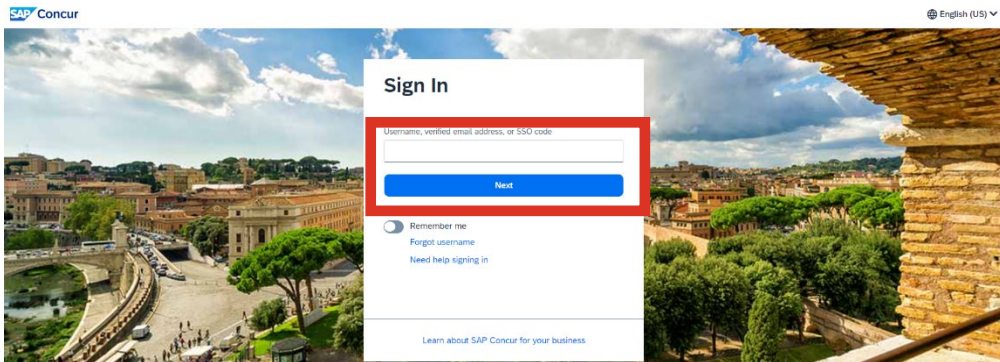 SAP Concur
English (US)
Sign In
Username, verified email address, or SSO code
Next
Remember me
Forgot username
Need help signing in
Learn about SAP Concur for your business